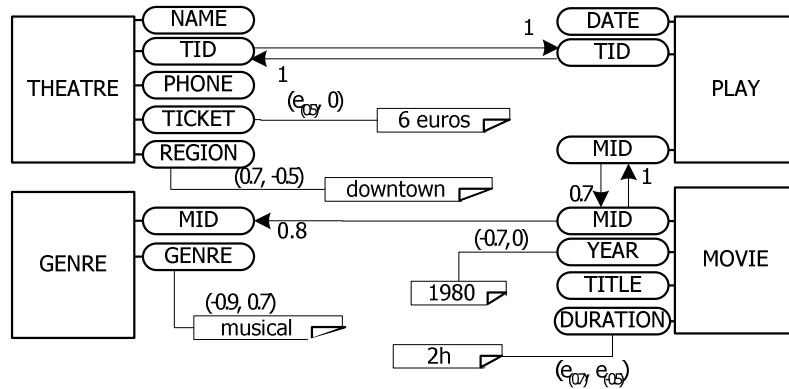 NAME
DATE
1
TID
TID
1
THEATRE
PHONE
PLAY
(e(0.5), 0)
TICKET
6 euros
REGION
MID
(0.7, -0.5)
downtown
0.7
1
MID
MID
0.8
GENRE
GENRE
(-0.7,0)
YEAR
MOVIE
1980
TITLE
(-0.9, 0.7)
musical
DURATION
2h
(e(0.7), e(-0.5))